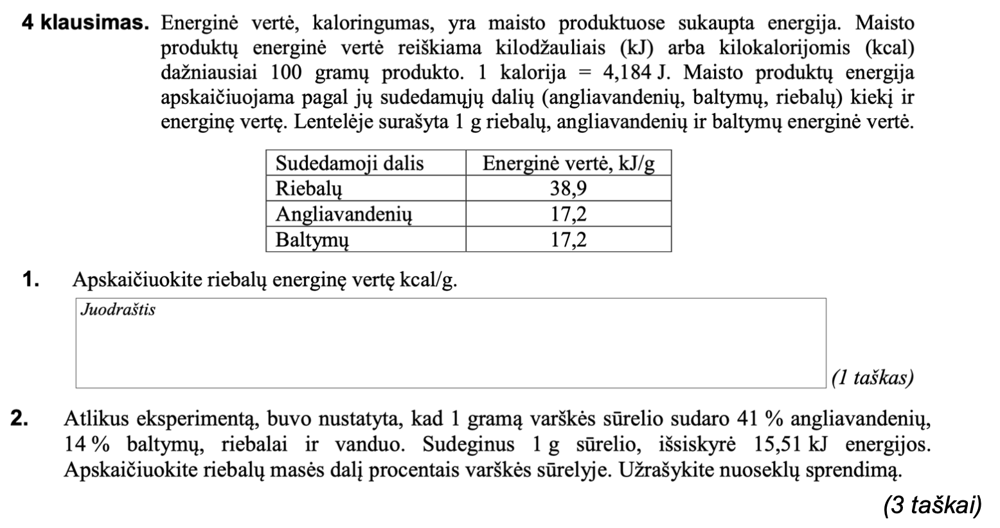 4 klausimas. Energinė vertė, kaloringumas, yra maisto produktuose sukaupta energija. Maisto
produktų energinė vertė reiškiama kilodžauliais (kJ) arba kilokalorijomis (kcal)
dažniausiai 100 gramų produkto. 1 kalorija = 4,184 J. Maisto produktų energija
apskaičiuojama pagal jų sudedamųjų dalių (angliavandenių, baltymų, riebalų) kiekį ir
energinę vertę. Lentelėje surašyta 1 g riebalų, angliavandenių ir baltymų energinė vertė.
Sudedamoji dalis Energinė vertė, kJ/g
Riebalų 38,9
Angliavandenių 17,2
Baltymų 17,2
1. Apskaičiuokite riebalų energinę vertę kcal/g.
Juodraštis
(1 taškas)
2. Atlikus eksperimentą, buvo nustatyta, kad 1 gramą varškės sūrelio sudaro 41 % angliavandenių,
14 % baltymų, riebalai ir vanduo. Sudeginus 1 g sūrelio, išsiskyrė 15,51 kJ energijos.
Apskaičiuokite riebalų masės dalį procentais varškės sūrelyje. Užrašykite nuoseklų sprendimą.
(3 taškai)